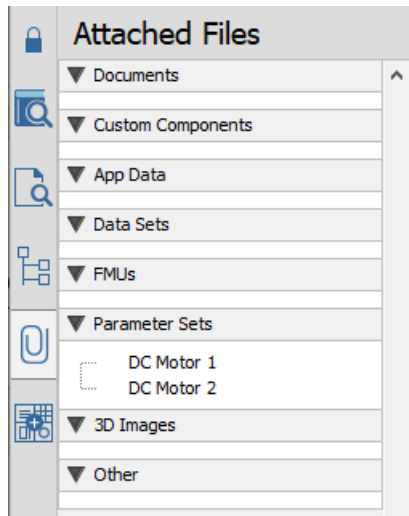 Attached Files
Documents
Custom Components
App Data
Data Sets
FMUs
Parameter Sets
DC Motor 1
DC Motor 2
3D Images
Other